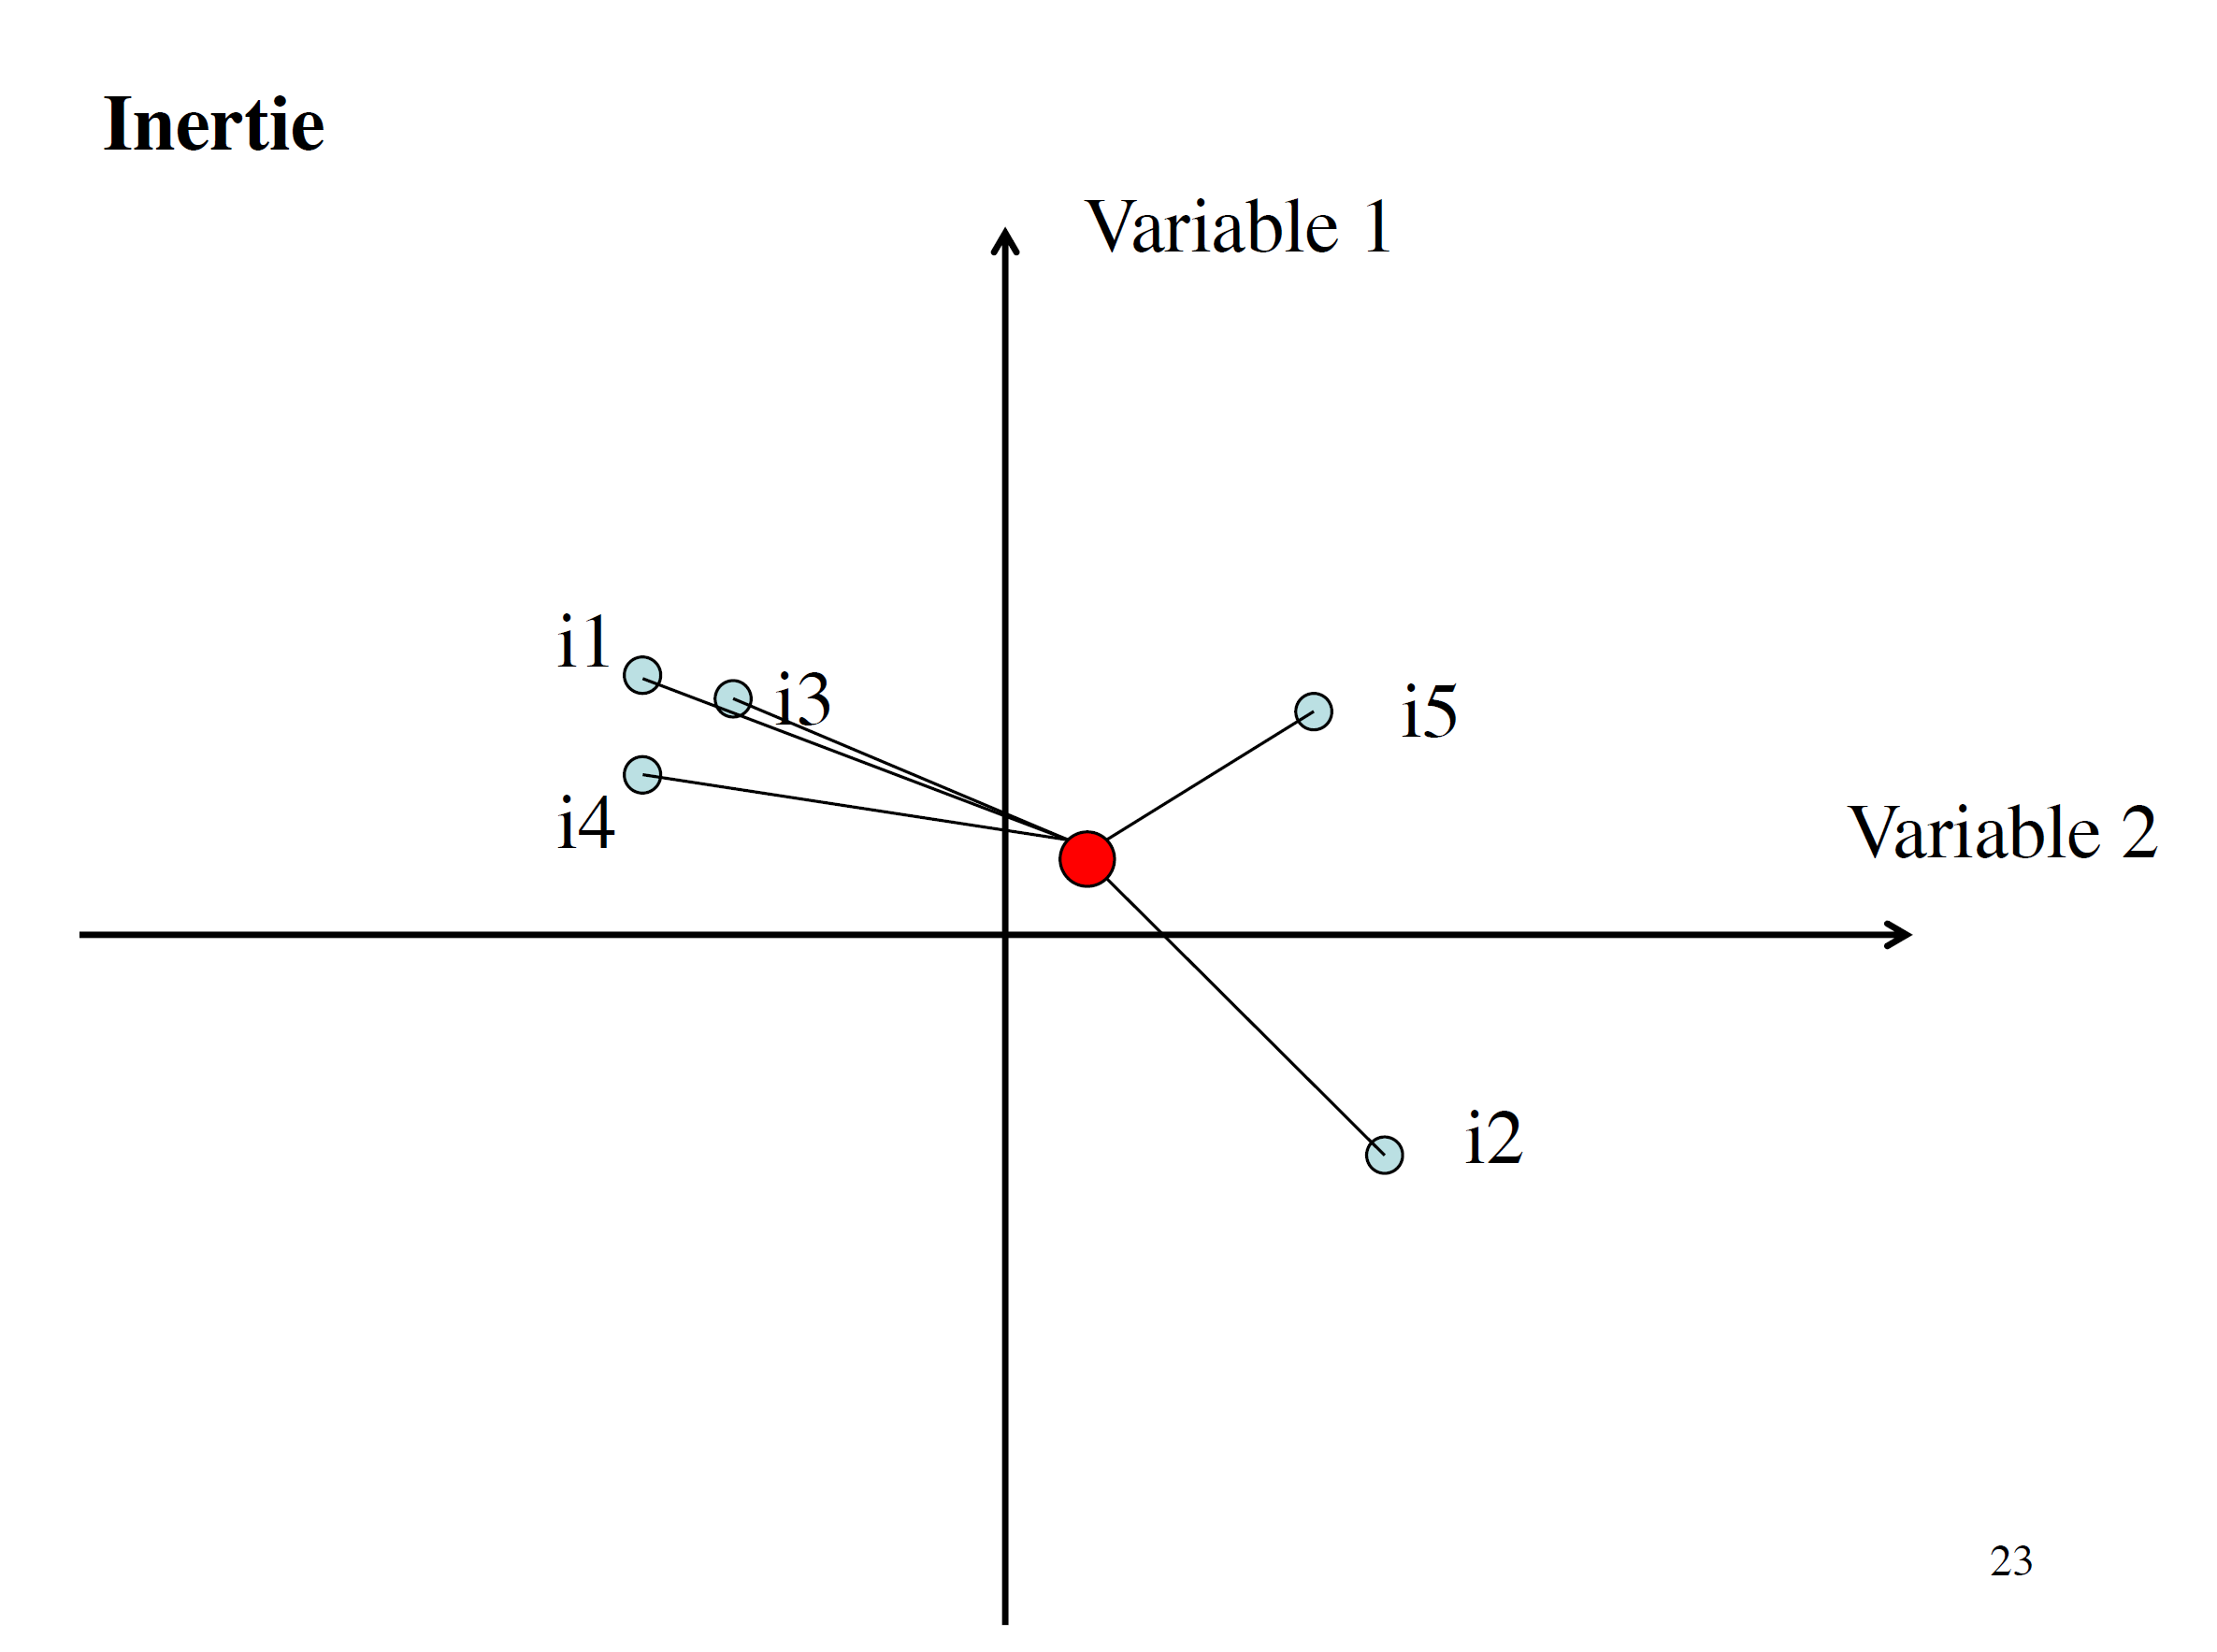 Inertie
Variable 1
i1
i3
i5
i4
Variable 2
i2
23